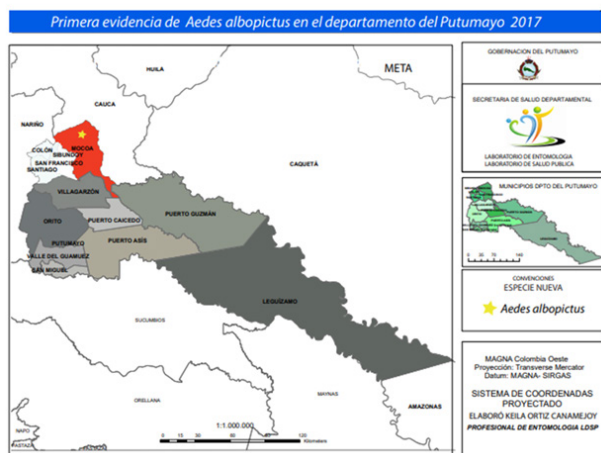 Primera evidencia de Aedes albopictus en el departamento del Putumayo 2017
HUILA
META
CAUCA
NARIÑO
MOCOA
COLÓN
SIBUNDOY
SAN FRANCISCO
SANTIAGO
CAQUETÁ
VILLAGARZÓN
PUERTO GUZMÁN
ORITO
PUERTO CAICEDO
PUTUMAYO
PUERTO ASÍS
VALLE DEL GUAMUEZ
SAN MIGUEL
LEGUÍZAMO
SUCUMBIOS
ORELLANA
MAYNAS
AMAZONAS
NAPO
PASTAZA
1:1.000.000
Kilometers
GOBERNACION DEL PUTUMAYO
SECRETARIA DE SALUD DEPARTAMENTAL
LABORATORIO DE ENTOMOLOGIA
LABORATORIO DE SALUD PUBLICA
MUNICIPIOS DPTO DEL PUTUMAYO
CONVENCIONES
ESPECIE NUEVA
Aedes albopictus
MAGNA Colombia Oeste
Proyección: Transverse Mercator
Datum: MAGNA- SIRGAS
SISTEMA DE COORDENADAS
PROYECTADO
ELABORÓ KEILA ORTIZ CANAMEJOY
PROFESIONAL DE ENTOMOLOGIA LDSP